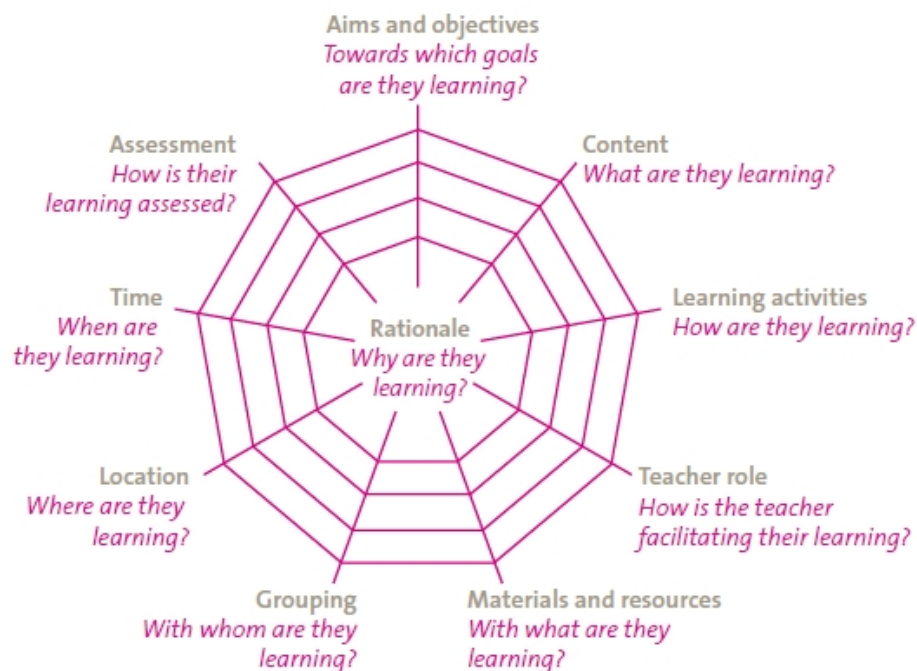 Aims and objectives
Towards which goals
are they learning?
Content
What are they learning?
Learning activities
How are they learning?
Teacher role
How is the teacher
facilitating their learning?
Materials and resources
With what are they
learning?
Grouping
With whom are they
learning?
Location
Where are they
learning?
Time
When are
they learning?
Assessment
How is their
learning assessed?
Rationale
Why are they
learning?